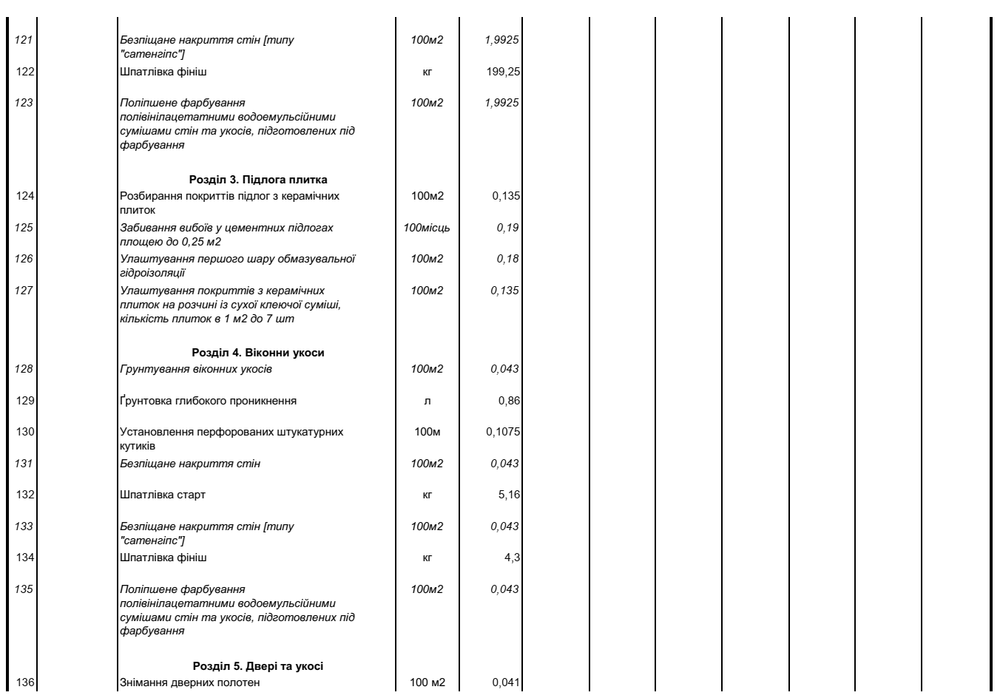 121 Безпіщане накриття стін [типу 100м2 1,9925
"сатенгіпс"]
122 Шпатлівка фініш кг 199,25
123 Поліпшене фарбування 100м2 1,9925
полівінілацетатними водоемульсійними
сумішами стін та укосів, підготовлених під
фарбування
Розділ 3. Підлога плитка
124 Розбирання покриттів підлог з керамічних 100м2 0,135
плиток
125 Забивання вибоїв у цементних підлогах 100місць 0,19
площею до 0,25 м2
126 Улаштування першого шару обмазувальної 100м2 0,18
гідроізоляції
127 Улаштування покриттів з керамічних 100м2 0,135
плиток на розчині із сухої клеючої суміші,
кількість плиток в 1 м2 до 7 шт
Розділ 4. Віконни укоси
128 Грунтування віконних укосів 100м2 0,043
129 Ґрунтовка глибокого проникнення л 0,86
130 Установлення перфорованих штукатурних 100м 0,1075
кутиків
131 Безпіщане накриття стін 100м2 0,043
132 Шпатлівка старт кг 5,16
133 Безпіщане накриття стін [типу 100м2 0,043
"сатенгіпс"]
134 Шпатлівка фініш кг 4,3
135 Поліпшене фарбування 100м2 0,043
полівінілацетатними водоемульсійними
сумішами стін та укосів, підготовлених під
фарбування
Розділ 5. Двері та укосі
136 Знімання дверних полотен 100 м2 0,041